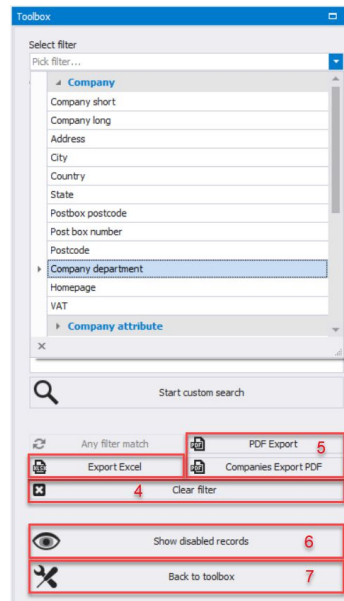 Toolbox
Select filter
Pick filter...
Company
Company short
Company long
Address
City
Country
State
Postbox postcode
Post box number
Postcode
Company department
Homepage
VAT
Company attribute
Start custom search
Any filter match
PDF Export 5
Export Excel
Companies Export PDF
4 Clear filter
Show disabled records 6
Back to toolbox 7